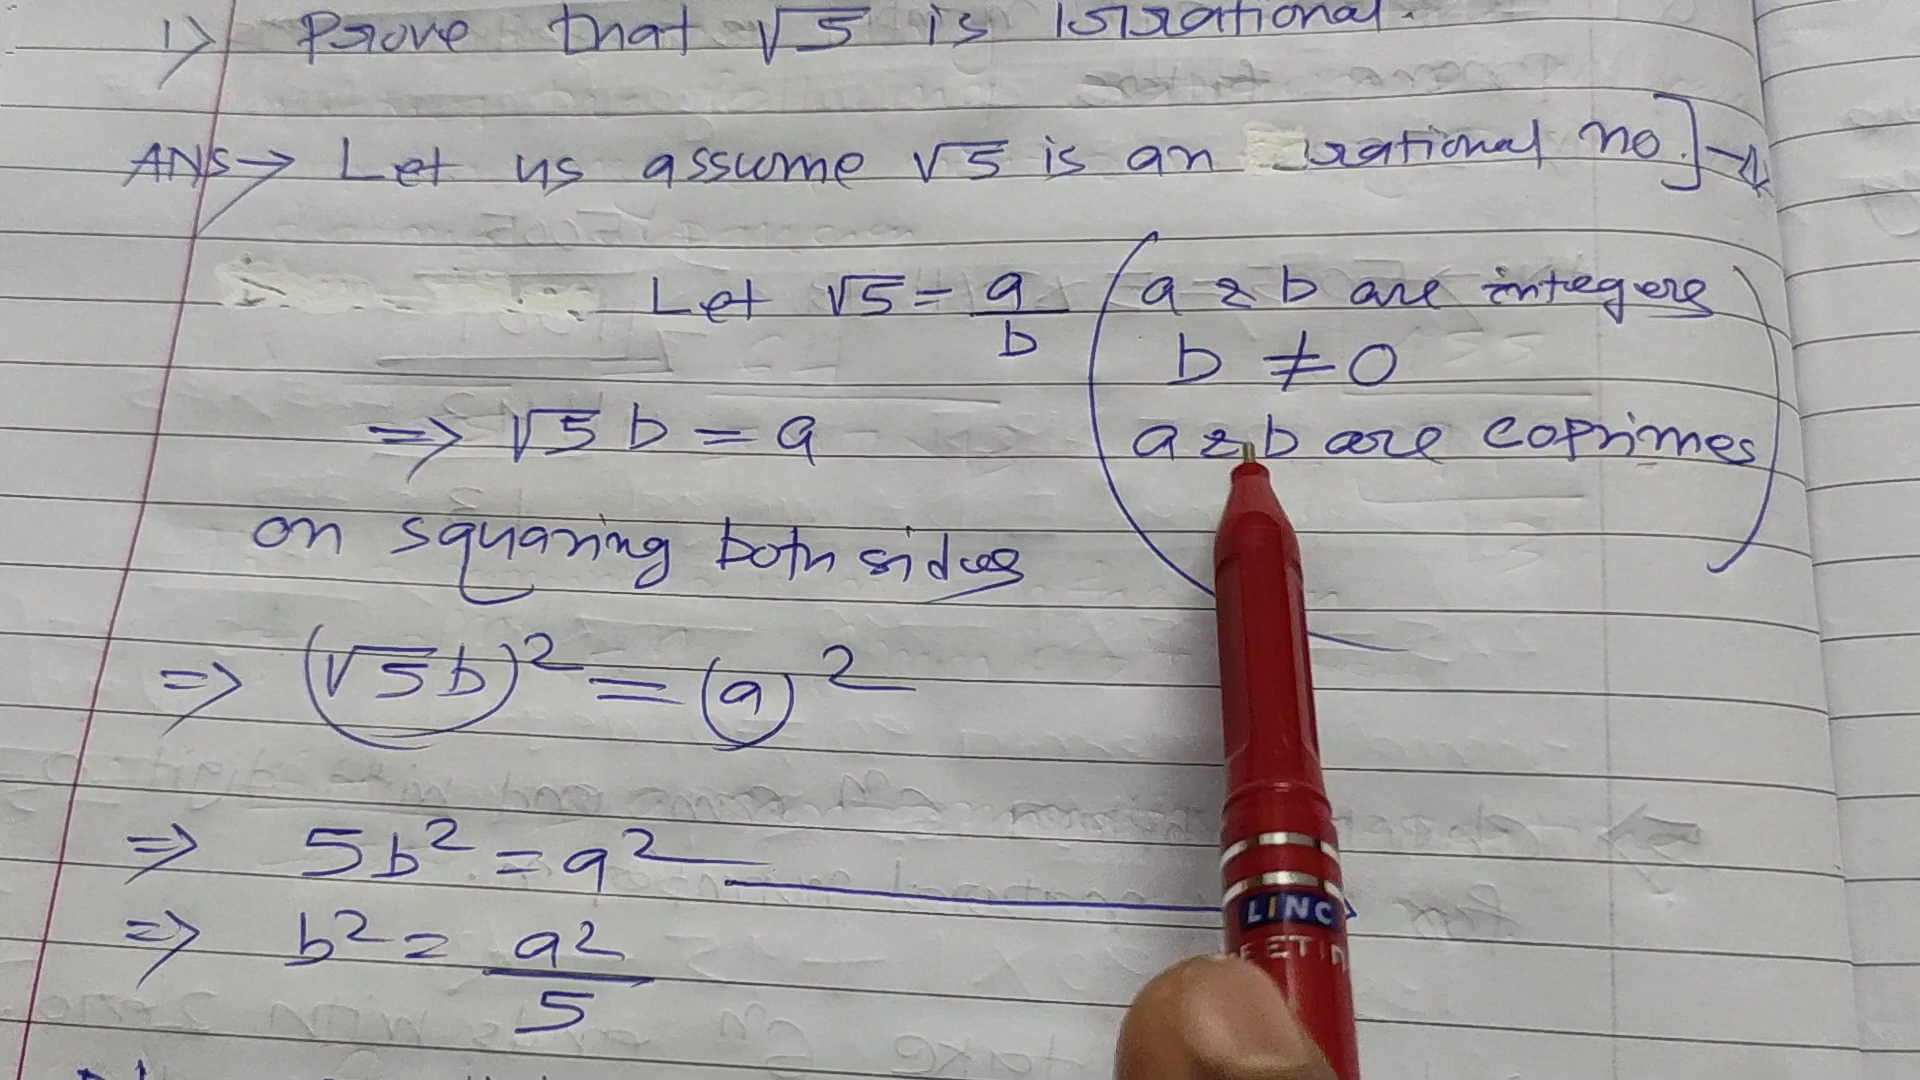 1) Prove that √5 is Irrational.
ANS→ Let us assume √5 is an rational no.]
Let √5 = a/b (a & b are integers
b ≠ 0
⇒ √5 b = a
a & b are coprimes)
on squaring both sides
⇒ (√5b)² = (a)²
⇒ 5b² = a²
⇒ b² = a²/5
LINC